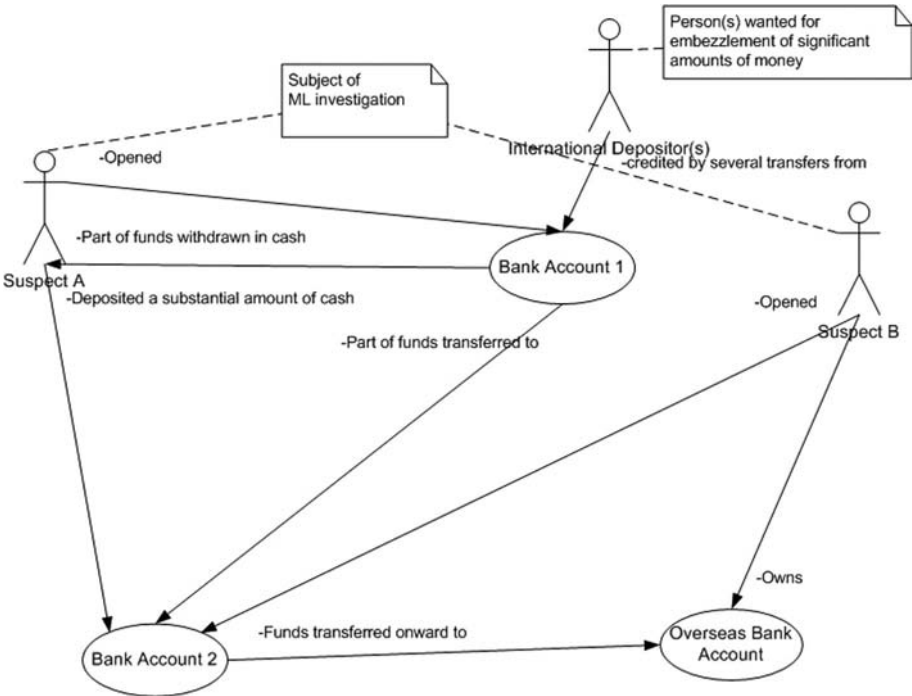 Person(s) wanted for
embezzlement of significant
amounts of money
Subject of
ML investigation
International Depositor(s)
-Opened
-credited by several transfers from
-Part of funds withdrawn in cash
Bank Account 1
Suspect A
-Deposited a substantial amount of cash
-Opened
Suspect B
-Part of funds transferred to
-Owns
-Funds transferred onward to
Overseas Bank
Account
Bank Account 2